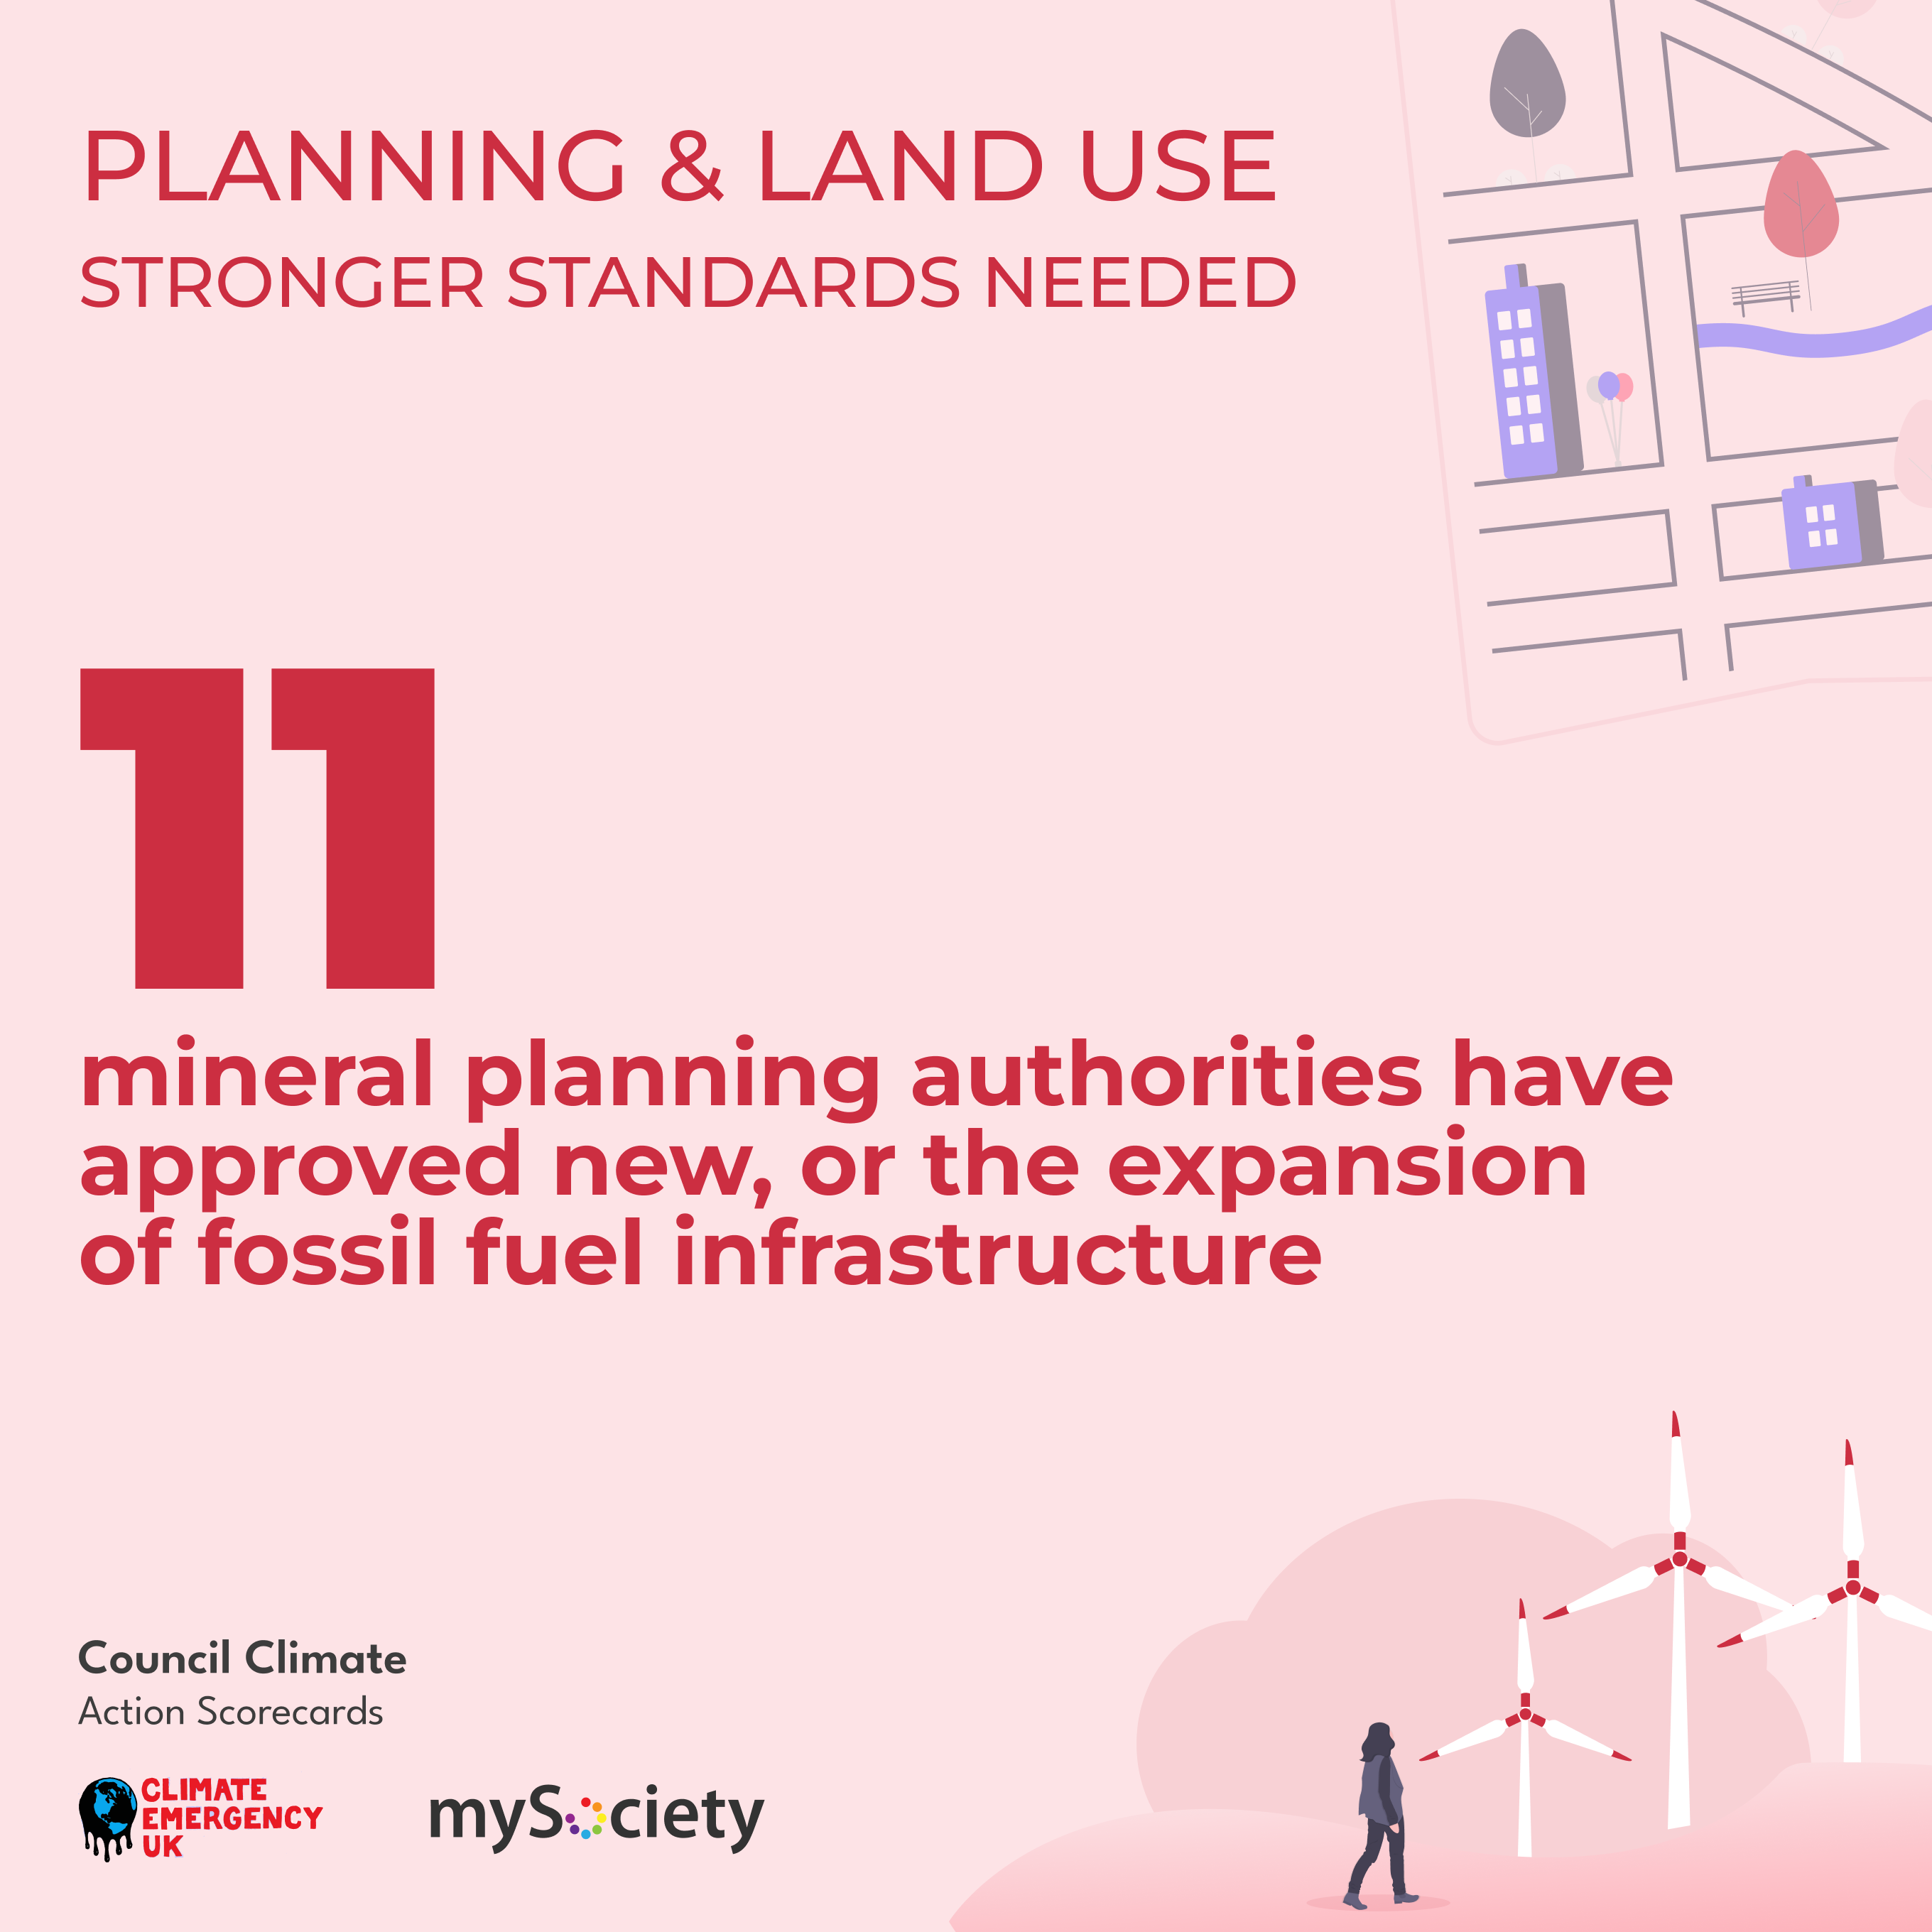 PLANNING & LAND USE
STRONGER STANDARDS NEEDED
11
mineral planning authorities have
approved new, or the expansion
of fossil fuel infrastructure
Council Climate
Action Scorecards
CLIMATE
EMERGENCY
UK
mySociety